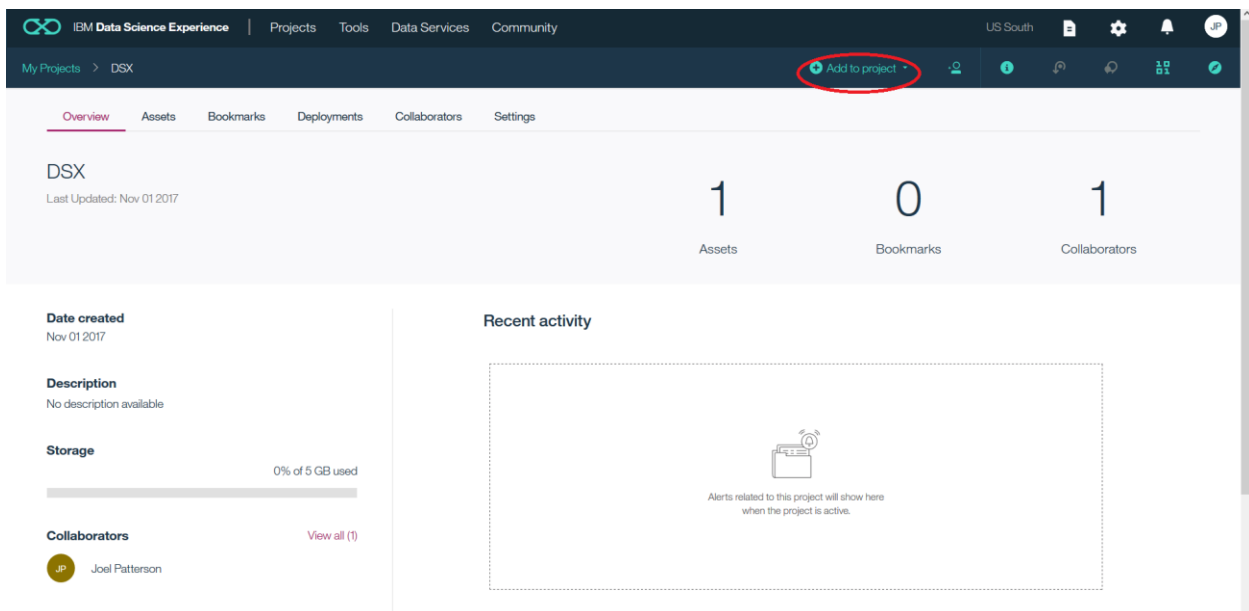 IBM Data Science Experience | Projects Tools Data Services Community US South JP
My Projects > DSX Add to project
Overview Assets Bookmarks Deployments Collaborators Settings
DSX
Last Updated: Nov 01 2017
1 0 1
Assets Bookmarks Collaborators
Date created
Nov 01 2017
Description
No description available
Storage
0% of 5 GB used
Collaborators View all (1)
JP Joel Patterson
Recent activity
Alerts related to this project will show here
when the project is active.